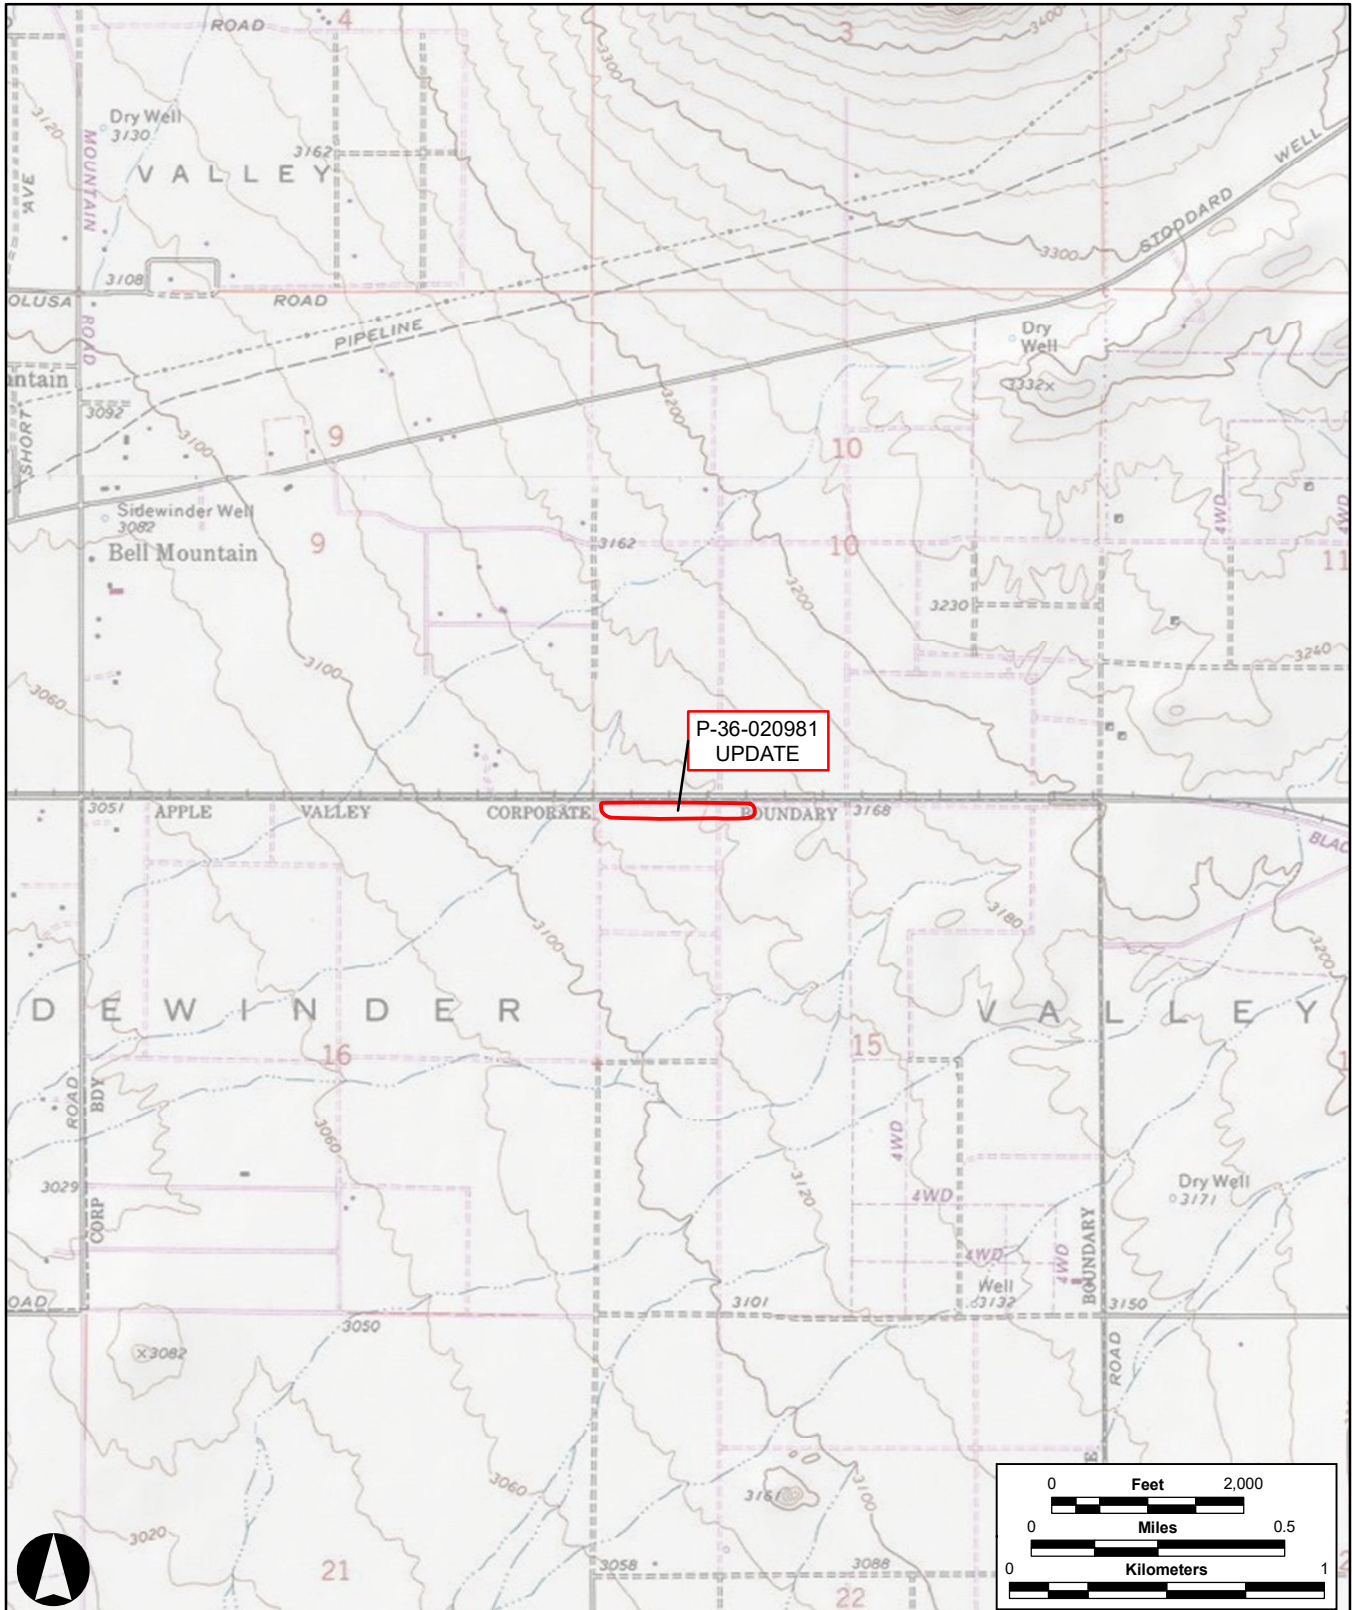 4
3
ROAD
3400
3300
3120
Dry Well
3130
MOUNTAIN
3162
VALLEY
AVE
WELL
STODDARD
3300
3108
OLUSA
ROAD
ROAD
PIPELINE
Dry
Well
ntain
3332×
3092
SHORT
3100
3200
9
10
4WD
4WD
Sidewinder Well
3082
Bell Mountain
9
3162
10
11
3200
3230
3100
3240
3060
P-36-020981
UPDATE
3051
APPLE VALLEY CORPORATE BOUNDARY
3168
BLAC
3180
3100
3200
DEWINDER VALLEY
16
15
1
ROAD
BDY
3060
4WD
3120
Dry Well
3171
3029
4WD
CORP
BOUNDARY
4WD
4WD
Well
3132
OAD
3101
3150
3050
×3082
ROAD
E
3161
3060
3100
3020
3058
3088
21
22
2
0 Feet 2,000
0 Miles 0.5
0 Kilometers 1